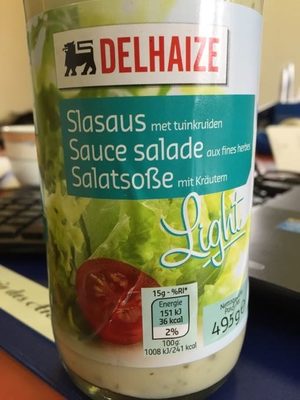 DELHAIZE
Slasaus met tuinkruiden
Sauce salade aux fines herbes
Salatsoße mit Kräutern
Light
15g - %RI*
Energie
151 kJ
36 kcal
2%
100g:
1008 kJ/241 kcal
495g